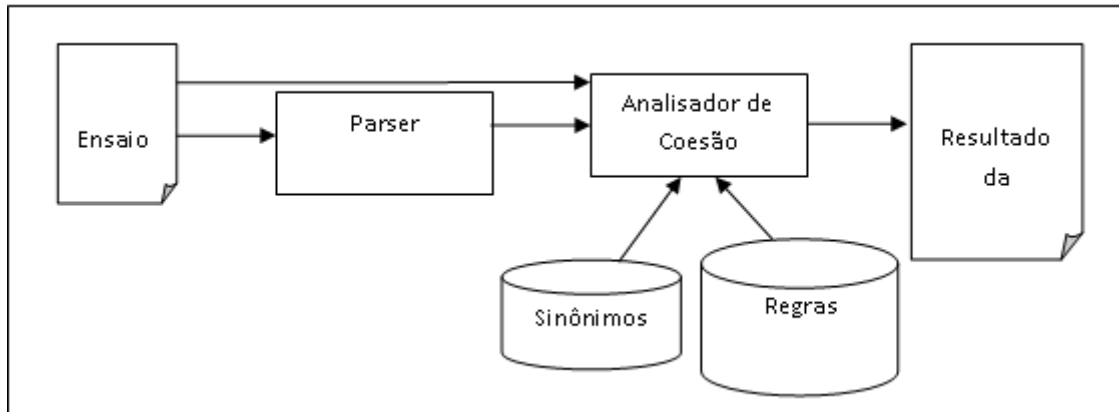 Ensaio
Parser
Analisador de
Coesão
Resultado
da
Sinônimos
Regras